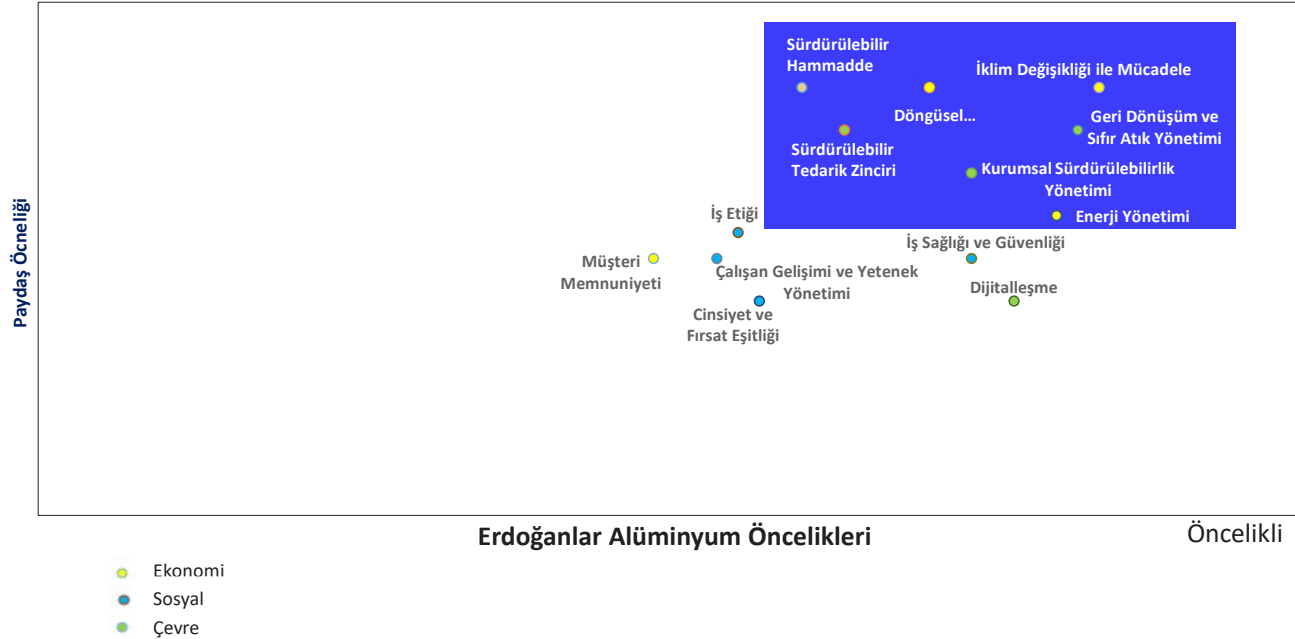 Sürdürülebilir
Hammadde
İklim Değişikliği ile Mücadele
Döngüsel...
Geri Dönüşüm ve
Sıfır Atık Yönetimi
Sürdürülebilir
Tedarik Zinciri
Kurumsal Sürdürülebilirlik
Yönetimi
Enerji Yönetimi
İş Etiği
İş Sağlığı ve Güvenliği
Müşteri
Memnuniyeti
Çalışan Gelişimi ve Yetenek
Yönetimi
Dijitalleşme
Cinsiyet ve
Fırsat Eşitliği
Paydaş Öcneliği
Erdoğanlar Alüminyum Öncelikleri
Öncelikli
Ekonomi
Sosyal
Çevre